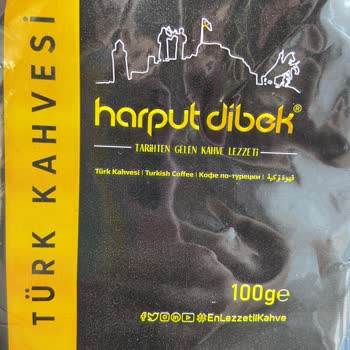 TÜRK KAHVESİ
harput dibek®
TARİHTEN GELEN KAHVE LEZZETİ
Türk Kahvesi | Turkish Coffee | Кофе по-турецки | قهوة تركية
100g℮
#EnLezzetliKahve